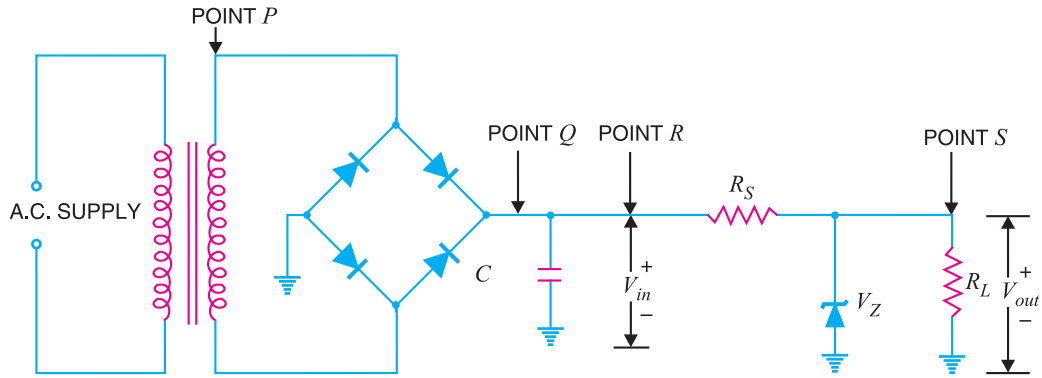 POINT P
POINT Q
POINT R
POINT S
A.C. SUPPLY
C
+
V_in
−
R_S
V_Z
R_L
+
V_out
−